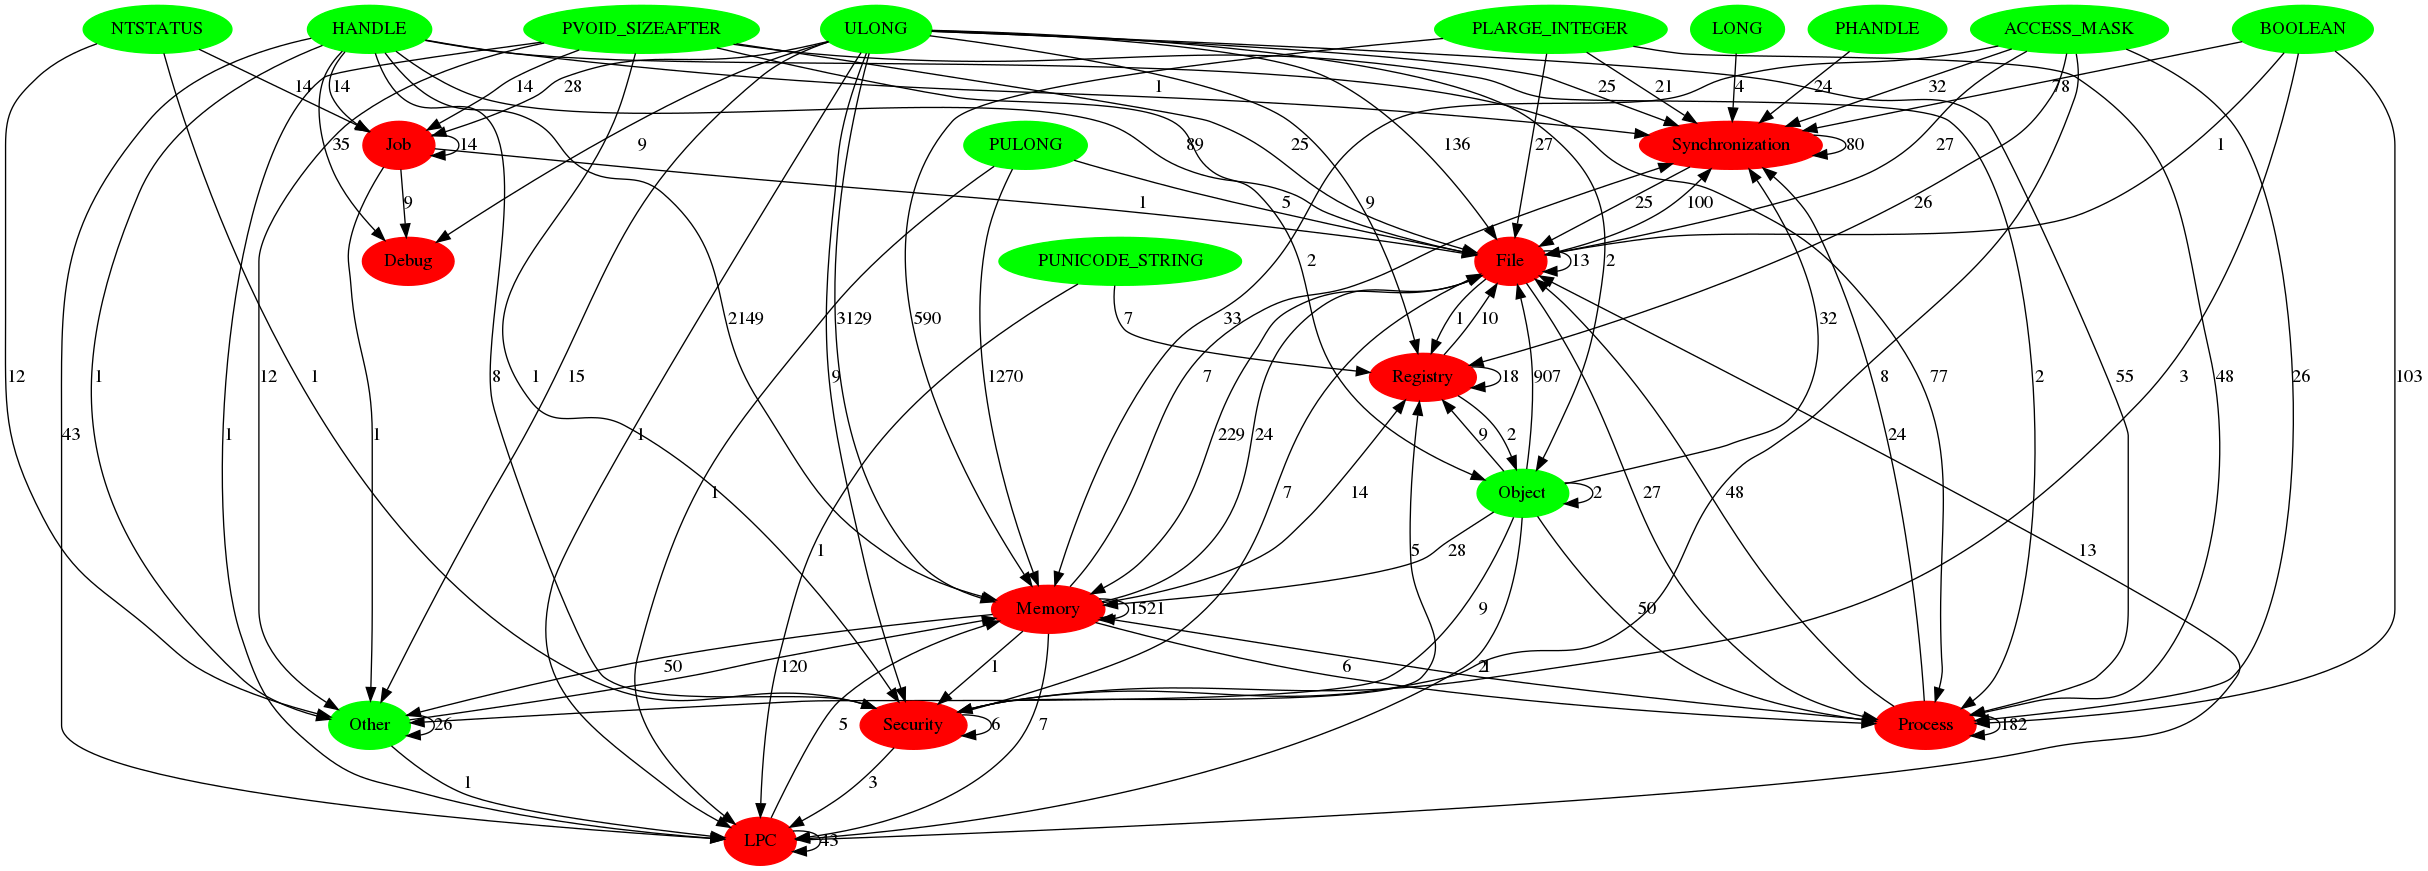 NTSTATUS HANDLE PVOID_SIZEAFTER ULONG PLARGE_INTEGER LONG PHANDLE ACCESS_MASK BOOLEAN
14 14 14 28 1 25 21 4 24 32 78
Job 14 35 9 PULONG 89 25 136 27 Synchronization 80 27 1
9 1 5 9 25 100 26
Debug PUNICODE_STRING 2 File 13 2
2149 3129 590 7 33 7 1 10 32
12 1 1 43 1 12 1 8 1 15 9 1270 229 24 Registry 18 907 8 77 2 55 3 48 26 103
1 1 5 28 9 2 24
1 7 14 Object 2 27 48
1 13
Memory 1521 9 50
50 120 1 6 21
Other 26 5 Security 6 7 Process 182
1 3
LPC 43